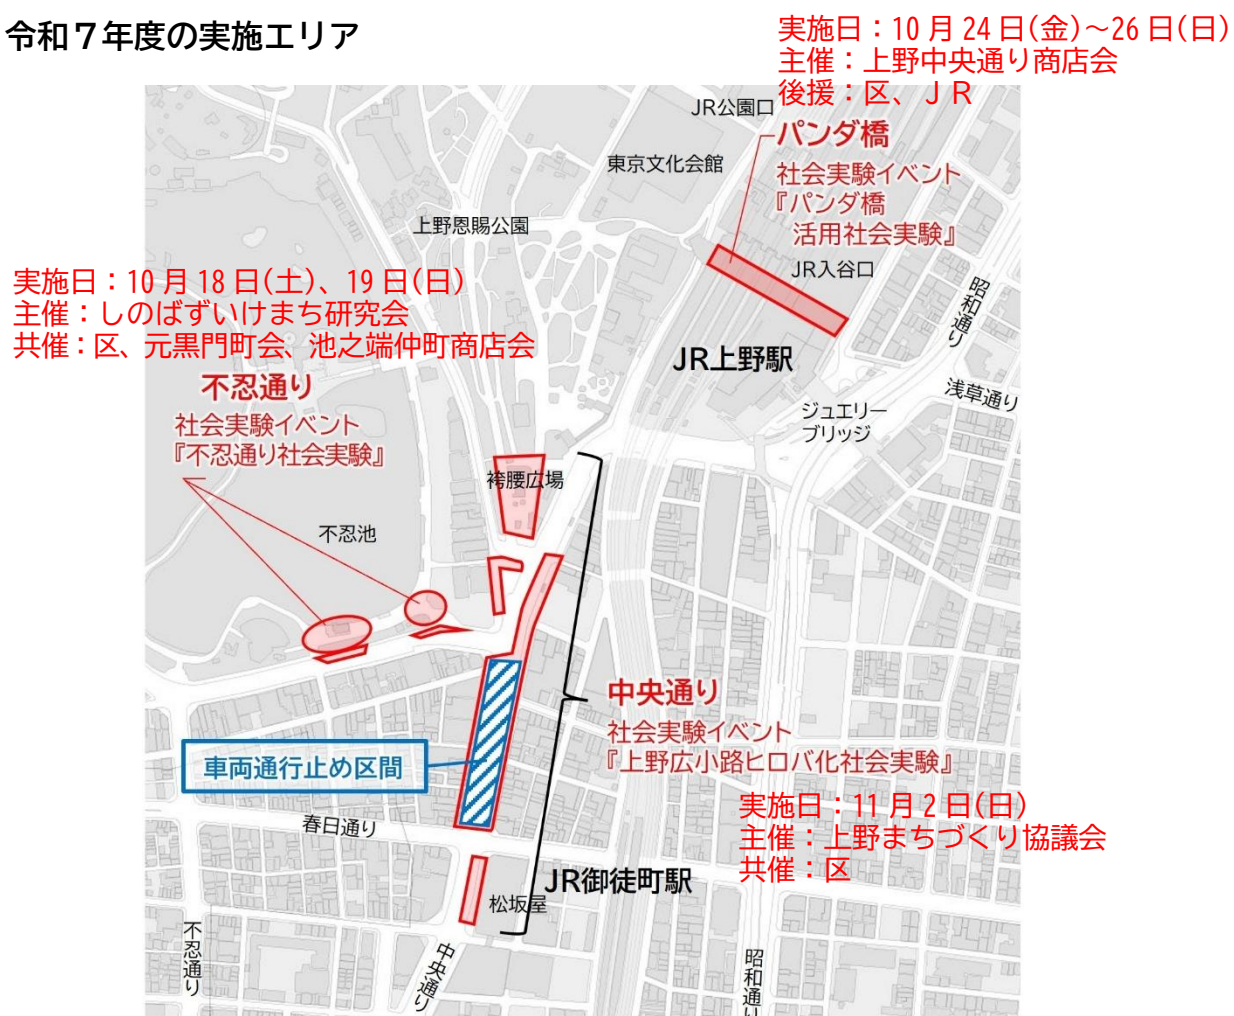 令和７年度の実施エリア
実施日：10月24日(金)～26日(日)
主催：上野中央通り商店会
後援：区、ＪＲ
JR公園口
パンダ橋
社会実験イベント
『パンダ橋
活用社会実験』
東京文化会館
上野恩賜公園
JR入谷口
昭和通り
実施日：10月18日(土)、19日(日)
主催：しのばずいけまち研究会
共催：区、元黒門町会、池之端仲町商店会
不忍通り
社会実験イベント
『不忍通り社会実験』
JR上野駅
浅草通り
ジュエリー
ブリッジ
袴腰広場
不忍池
中央通り
社会実験イベント
『上野広小路ヒロバ化社会実験』
実施日：11月2日(日)
主催：上野まちづくり協議会
共催：区
車両通行止め区間
春日通り
JR御徒町駅
松坂屋
不忍通り
中央通り
昭和通り